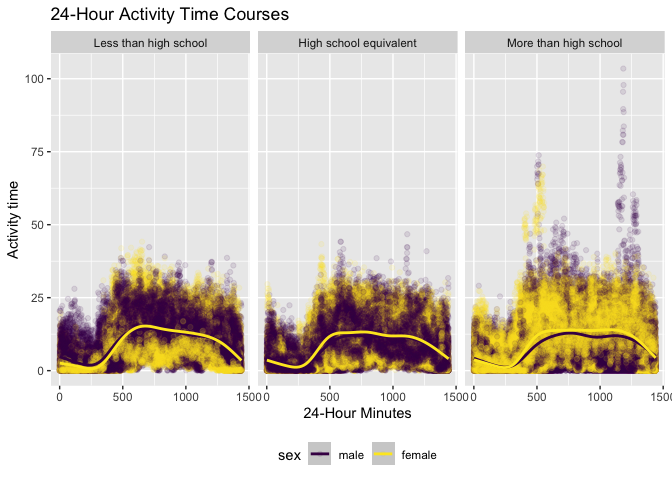 24-Hour Activity Time Courses
Less than high school High school equivalent More than high school
100
75
50
25
0
Activity time
0 500 1000 1500 0 500 1000 1500 0 500 1000 1500
24-Hour Minutes
sex male female